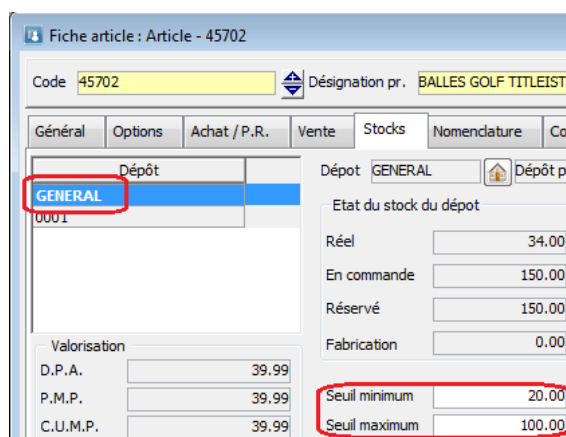 Fiche article : Article - 45702
Code 45702 Désignation pr. BALLES GOLF TITLEIST
Général Options Achat / P.R. Vente Stocks Nomenclature Co
Dépôt
GENERAL
0001
Dépot GENERAL Dépôt p
Etat du stock du dépot
Réel 34.00
En commande 150.00
Réservé 150.00
Fabrication 0.00
Valorisation
D.P.A. 39.99
P.M.P. 39.99
C.U.M.P. 39.99
Seuil minimum 20.00
Seuil maximum 100.00